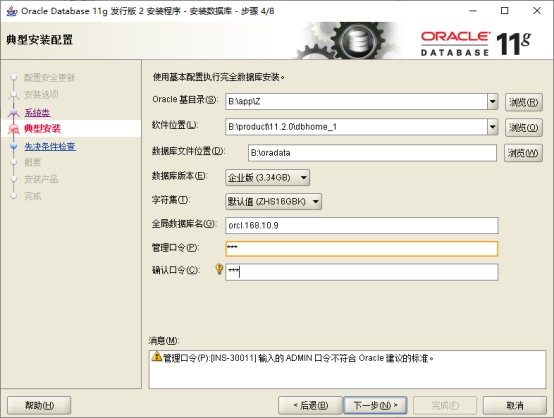 Oracle Database 11g 发行版 2 安装程序 - 安装数据库 - 步骤 4/8
典型安装配置
ORACLE
DATABASE 11g
配置安全更新
安装选项
系统类
典型安装
先决条件检查
概要
安装产品
完成
使用基本配置执行完全数据库安装。
Oracle 基目录(S): B:\app\Z 浏览(R)
软件位置(L): B:\product\11.2.0\dbhome_1 浏览(O)
数据库文件位置(D): B:\oradata 浏览(W)
数据库版本(E): 企业版 (3.34GB)
字符集(T): 默认值 (ZHS16GBK)
全局数据库名(G): orcl.168.10.9
管理口令(P): ***
确认口令(C): ***
消息(M):
管理口令(P):[INS-30011] 输入的 ADMIN 口令不符合 Oracle 建议的标准。
帮助(H) < 后退(B) 下一步(N) > 完成(F) 取消